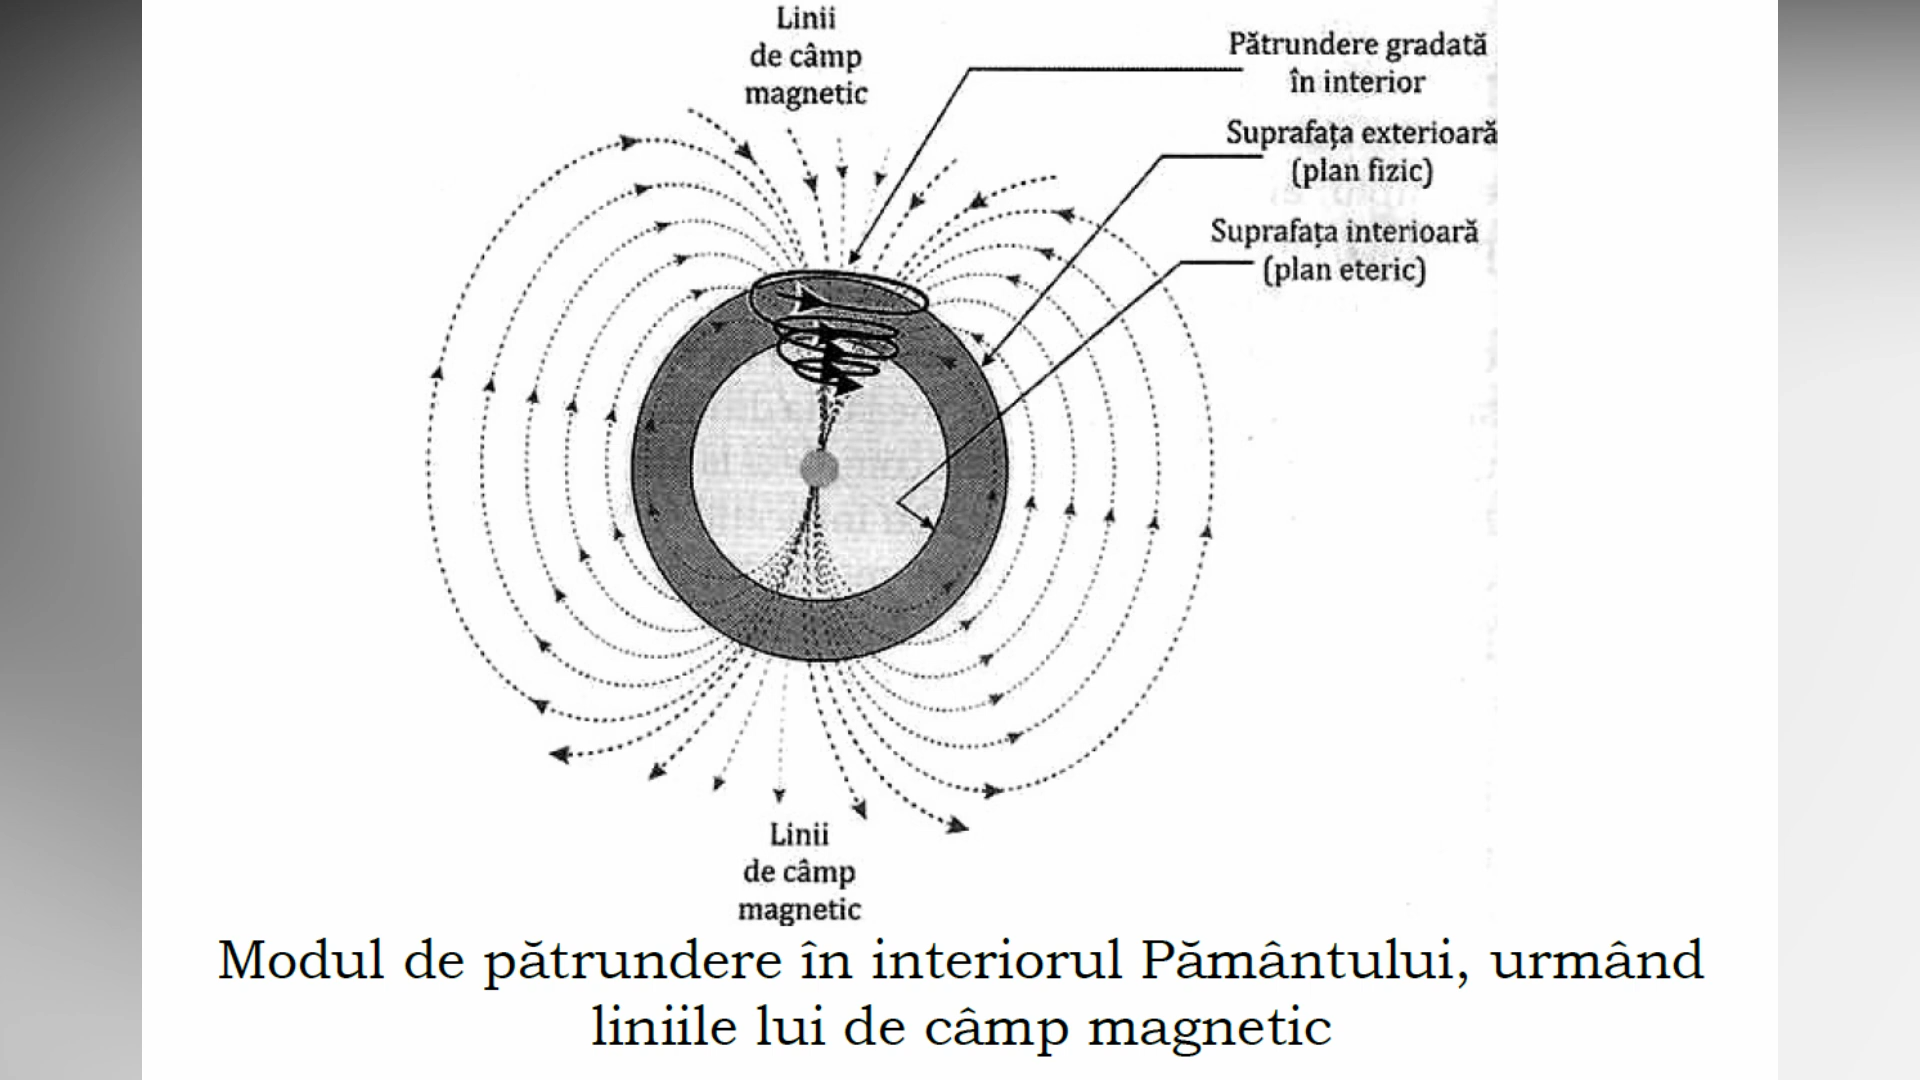 Linii
de câmp
magnetic
Pătrundere gradată
în interior
Suprafața exterioară
(plan fizic)
Suprafața interioară
(plan eteric)
Linii
de câmp
magnetic
Modul de pătrundere în interiorul Pământului, urmând
liniile lui de câmp magnetic